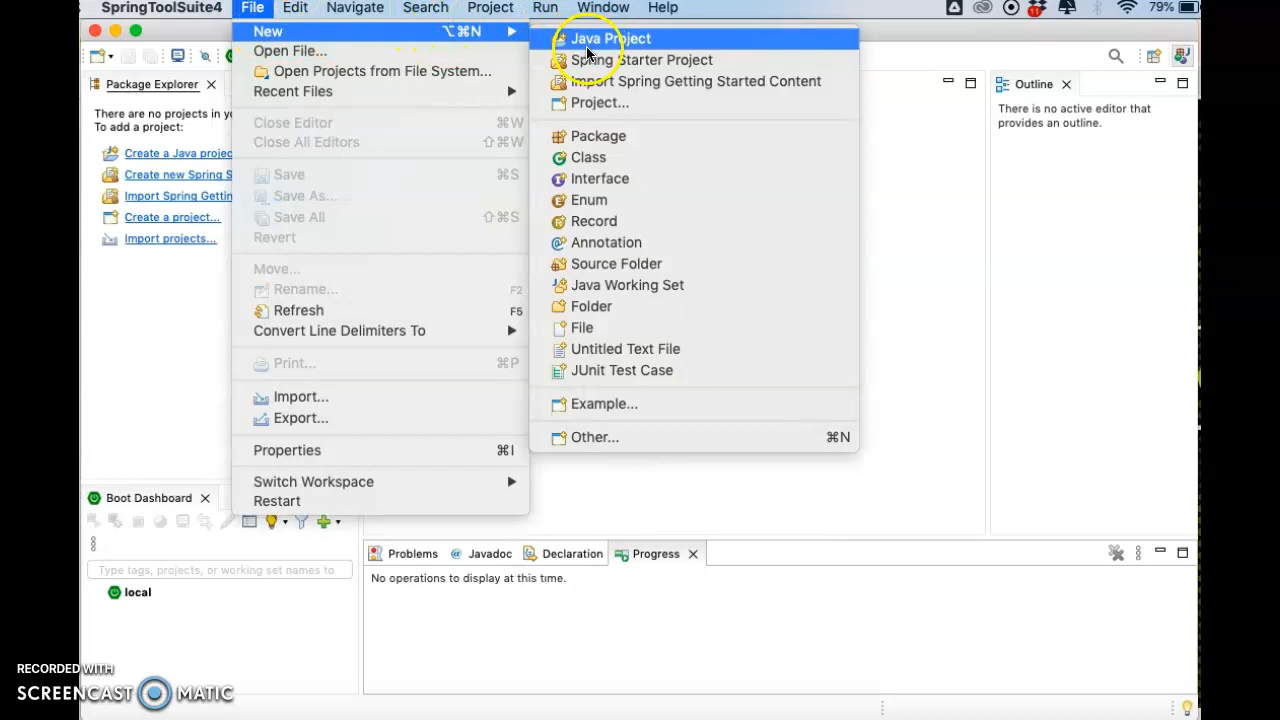 SpringToolSuite4 File Edit Navigate Search Project Run Window Help 79%
New ⌥⌘N
Open File...
Open Projects from File System...
Recent Files
Close Editor ⌘W
Close All Editors ⇧⌘W
Save ⌘S
Save As...
Save All ⇧⌘S
Revert
Move...
Rename... F2
Refresh F5
Convert Line Delimiters To
Print... ⌘P
Import...
Export...
Properties ⌘I
Switch Workspace
Restart
Java Project
Spring Starter Project
Import Spring Getting Started Content
Project...
Package
Class
Interface
Enum
Record
Annotation
Source Folder
Java Working Set
Folder
File
Untitled Text File
JUnit Test Case
Example...
Other... ⌘N
Package Explorer
There are no projects in
To add a project:
Create a Java
Create new Spring S
Import Spring
Create a project...
Import projects...
Outline
There is no active editor that
provides an outline.
Boot Dashboard
Type tags, projects, or working set names to
local
Problems Javadoc Declaration Progress
No operations to display at this time.
RECORDED WITH
SCREENCAST MATIC